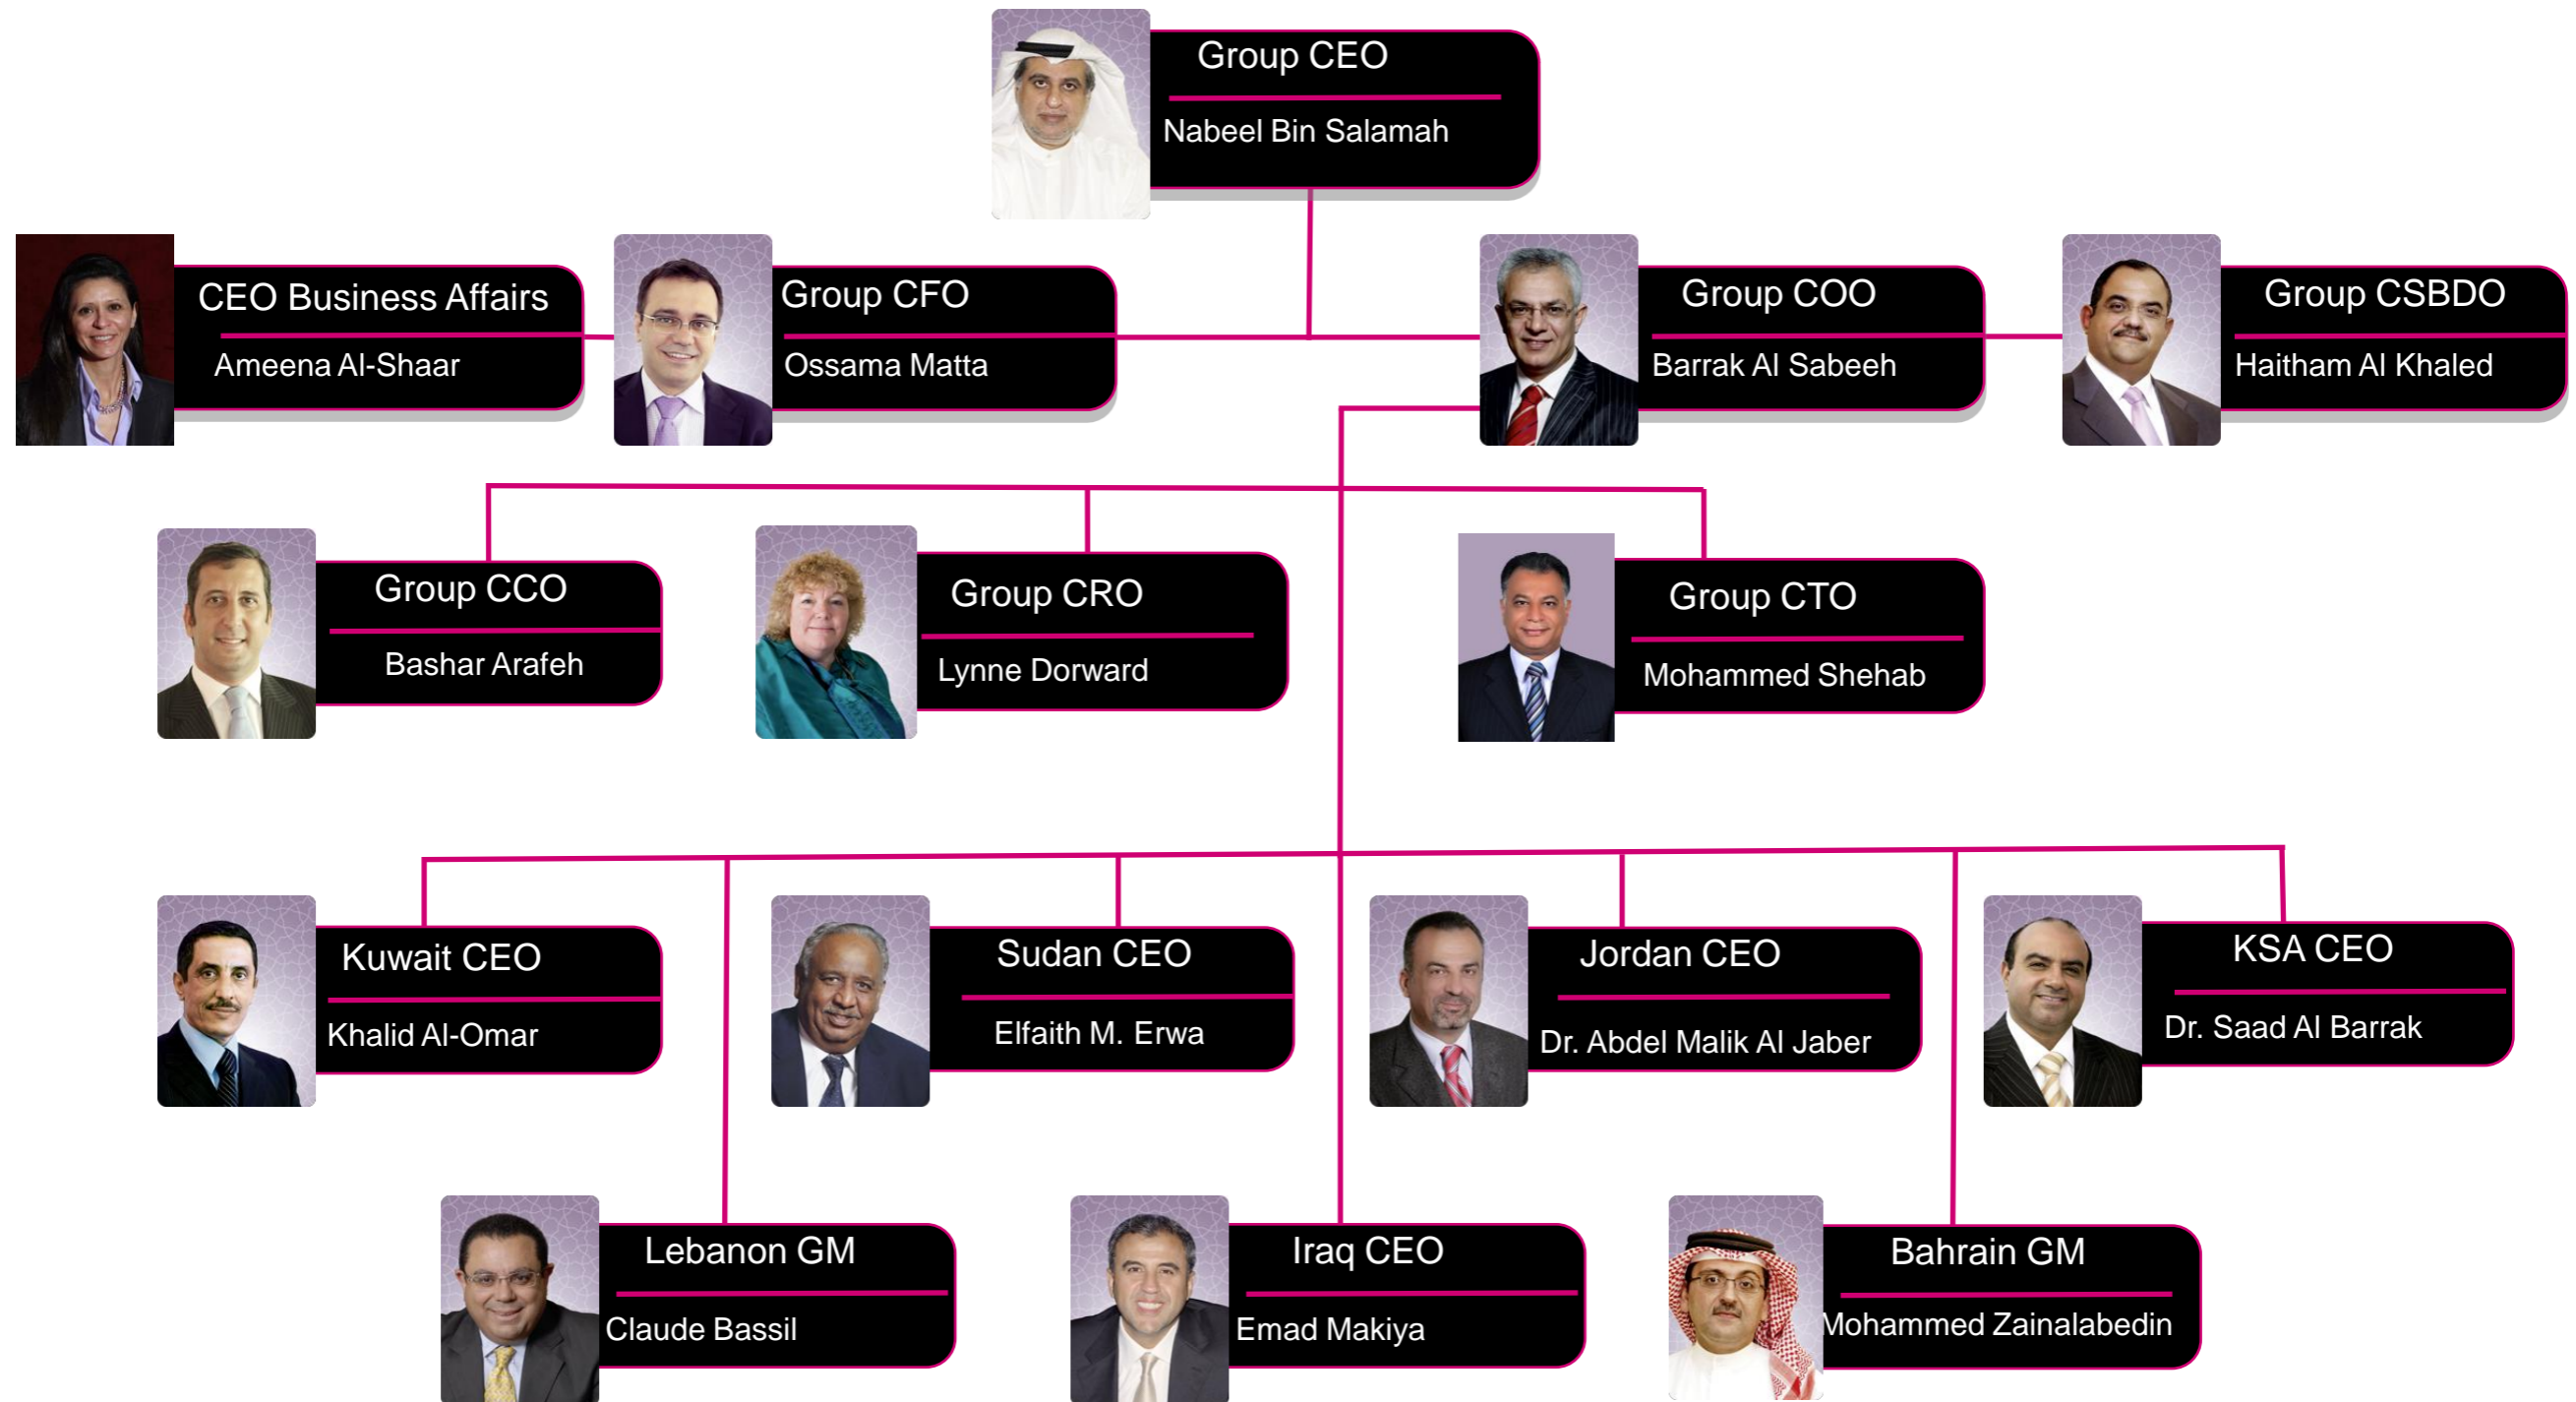 Group CEO
Nabeel Bin Salamah
CEO Business Affairs
Ameena Al-Shaar
Group CFO
Ossama Matta
Group COO
Barrak Al Sabeeh
Group CSBDO
Haitham Al Khaled
Group CCO
Bashar Arafeh
Group CRO
Lynne Dorward
Group CTO
Mohammed Shehab
Kuwait CEO
Khalid Al-Omar
Sudan CEO
Elfaith M. Erwa
Jordan CEO
Dr. Abdel Malik Al Jaber
KSA CEO
Dr. Saad Al Barrak
Lebanon GM
Claude Bassil
Iraq CEO
Emad Makiya
Bahrain GM
Mohammed Zainalabedin